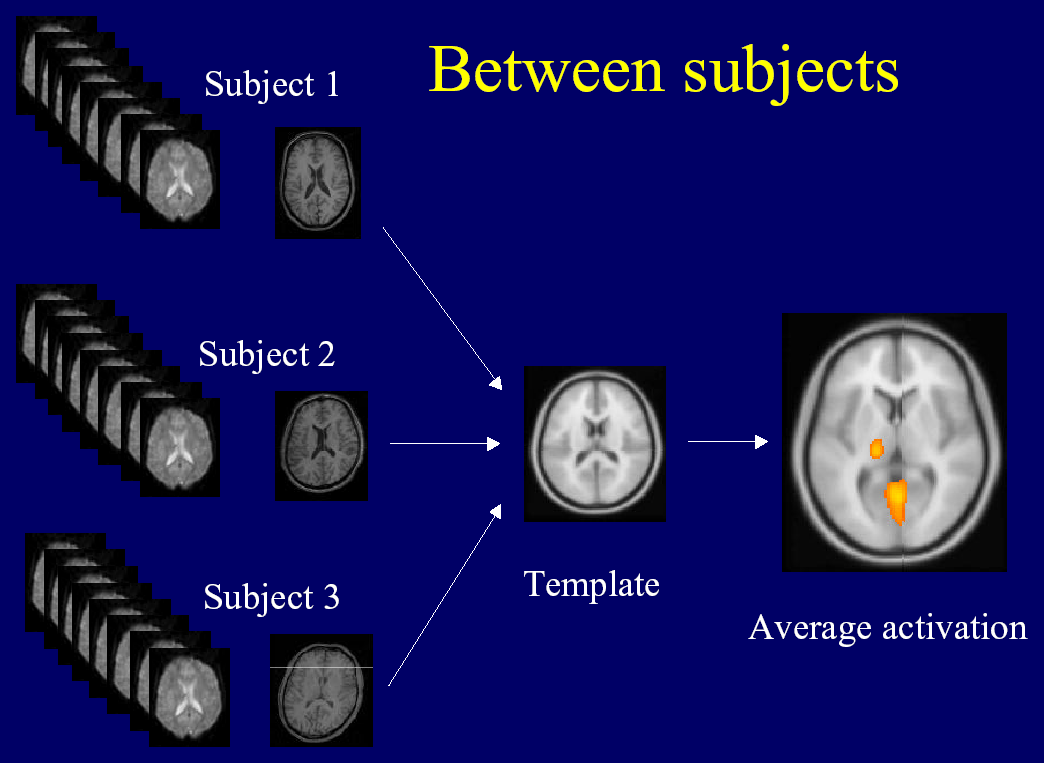 Between subjects
Subject 1
Subject 2
Subject 3
Template
Average activation